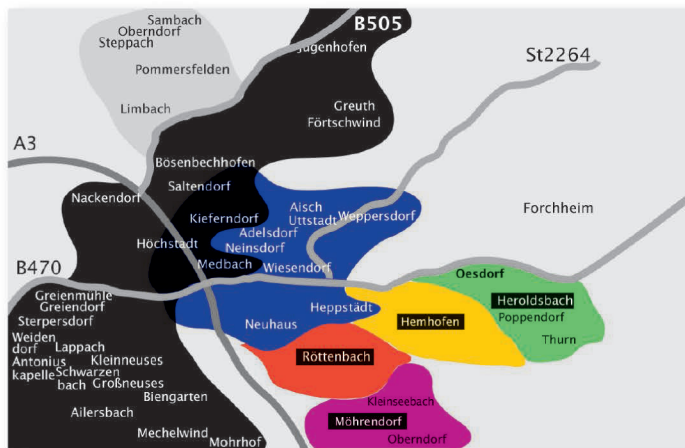 Sambach
Oberndorf
Steppach
B505
Jugenhofen
St2264
Pommersfelden
Limbach
Greuth
Förtschwind
A3
Bösenbechhofen
Saltendorf
Nackendorf
Aisch
Kieferndorf
Uttstadt
Weppersdorf
Forchheim
Adelsdorf
Höchstadt
Neinsdorf
Medbach
Wiesendorf
B470
Oesdorf
Greienmühle
Greiendorf
Heppstädt
Heroldsbach
Sterpersdorf
Neuhaus
Hemhofen
Poppendorf
Weiden
dorf
Lappach
Thurn
Antonius
kapelle
Kleinneuses
Röttenbach
Schwarzen
bach
Großneuses
Biengarten
Kleinseebach
Ailersbach
Möhrendorf
Mechelwind
Mohrhof
Oberndorf